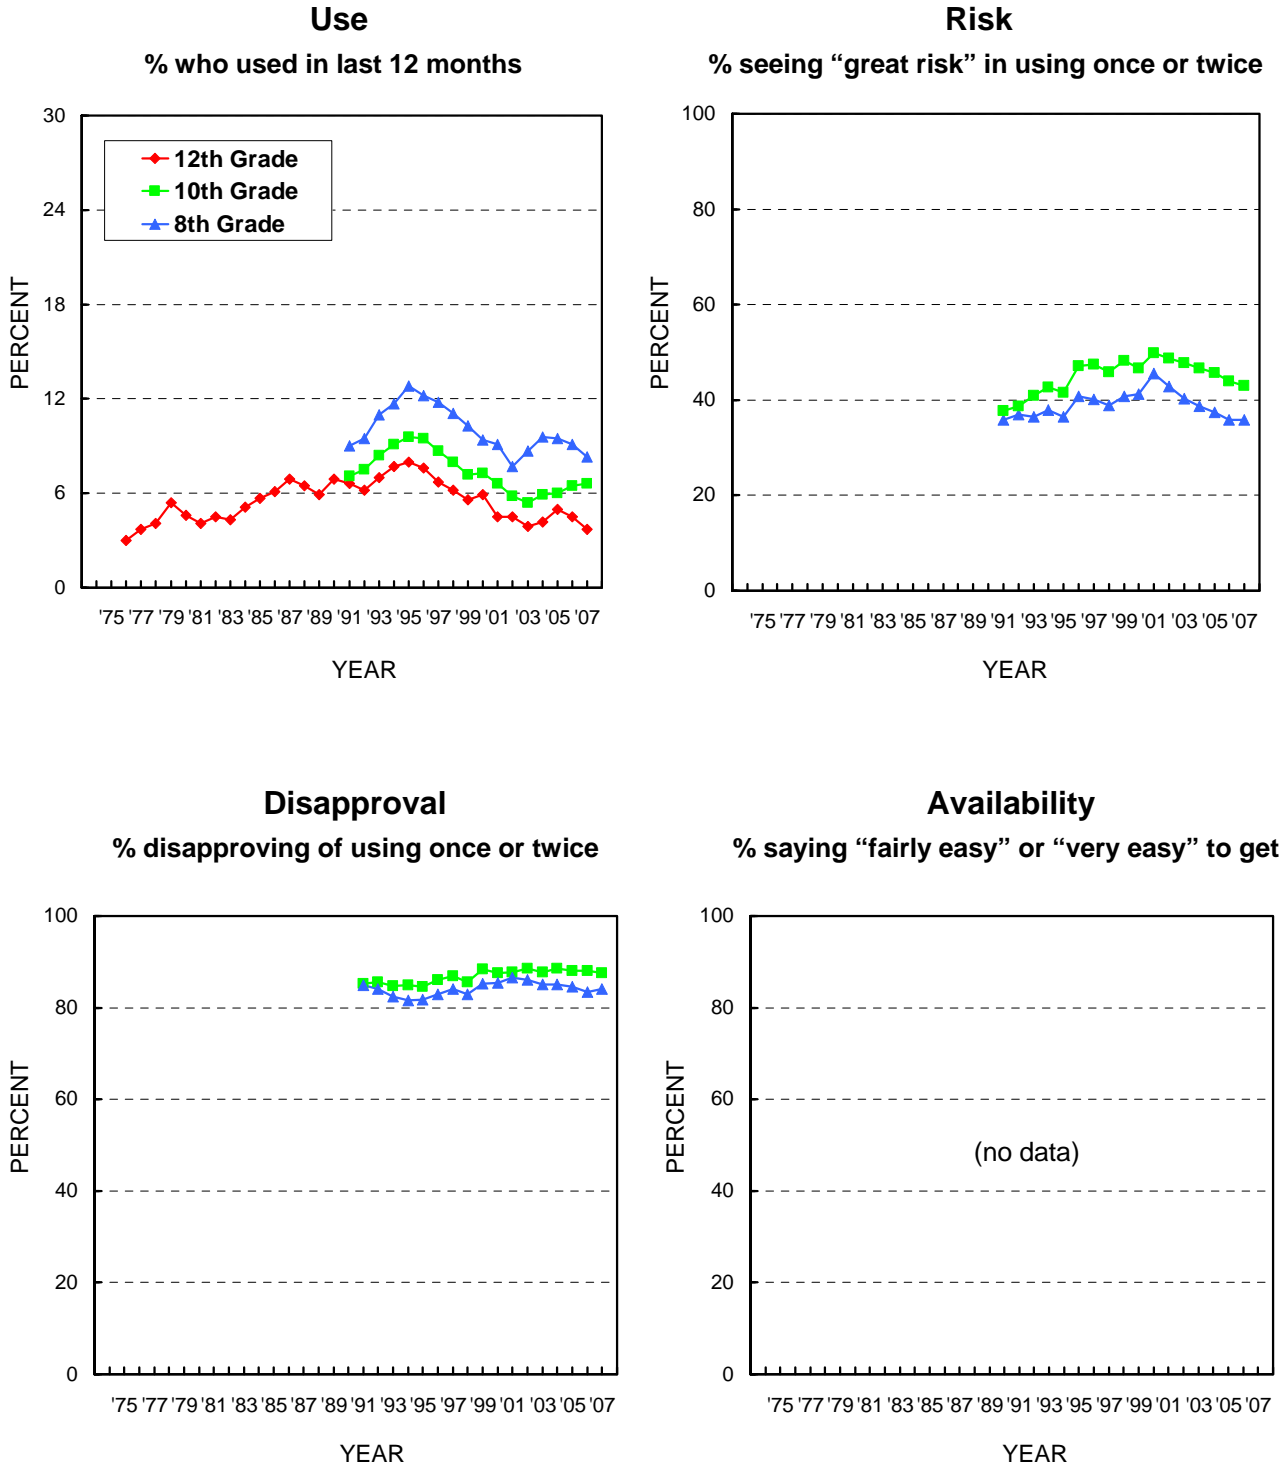 Use
% who used in last 12 months
30
24
18
12
6
0
PERCENT
12th Grade
10th Grade
8th Grade
'75 '77 '79 '81 '83 '85 '87 '89 '91 '93 '95 '97 '99 '01 '03 '05 '07
YEAR
Risk
% seeing “great risk” in using once or twice
100
80
60
40
20
0
PERCENT
'75 '77 '79 '81 '83 '85 '87 '89 '91 '93 '95 '97 '99 '01 '03 '05 '07
YEAR
Disapproval
% disapproving of using once or twice
100
80
60
40
20
0
PERCENT
'75 '77 '79 '81 '83 '85 '87 '89 '91 '93 '95 '97 '99 '01 '03 '05 '07
YEAR
Availability
% saying “fairly easy” or “very easy” to get
100
80
60
40
20
0
PERCENT
(no data)
'75 '77 '79 '81 '83 '85 '87 '89 '91 '93 '95 '97 '99 '01 '03 '05 '07
YEAR